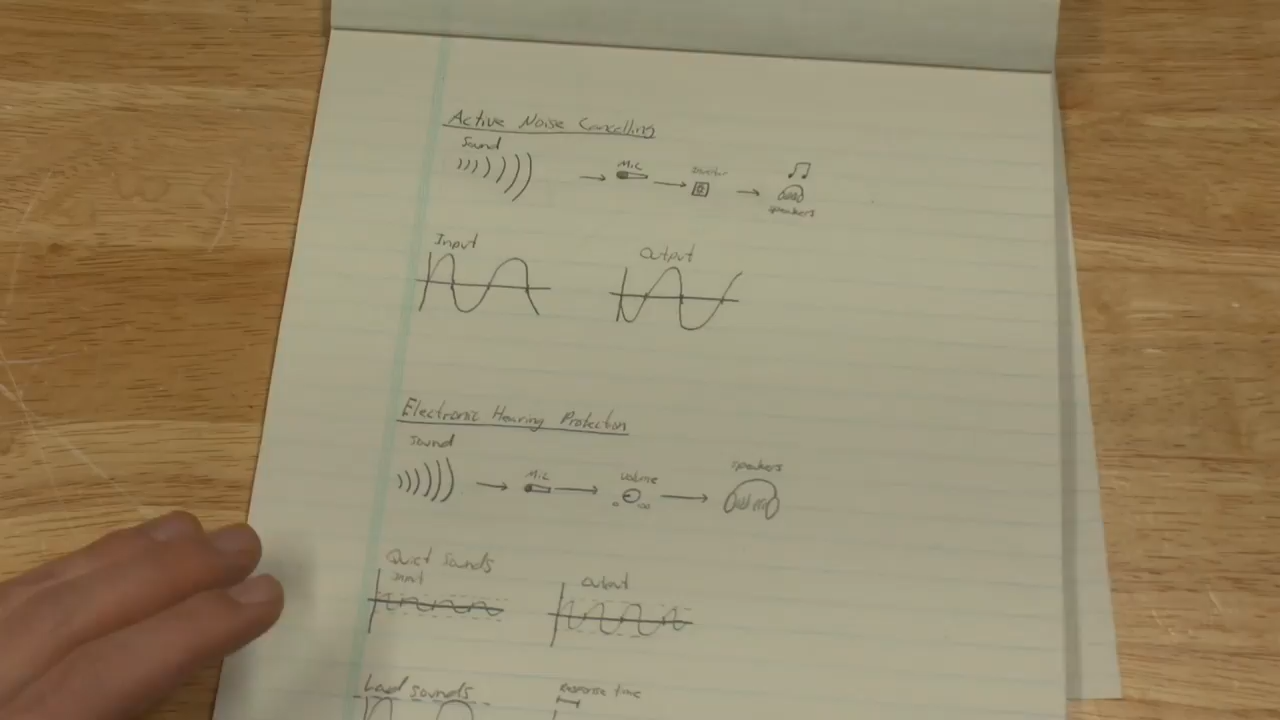 Active Noise Cancelling
Sound
Mic
speakers
Input
Output
Electronic Hearing Protection
sound
Mic
volume
speakers
Quiet sounds
input
output
Loud sounds
Response time